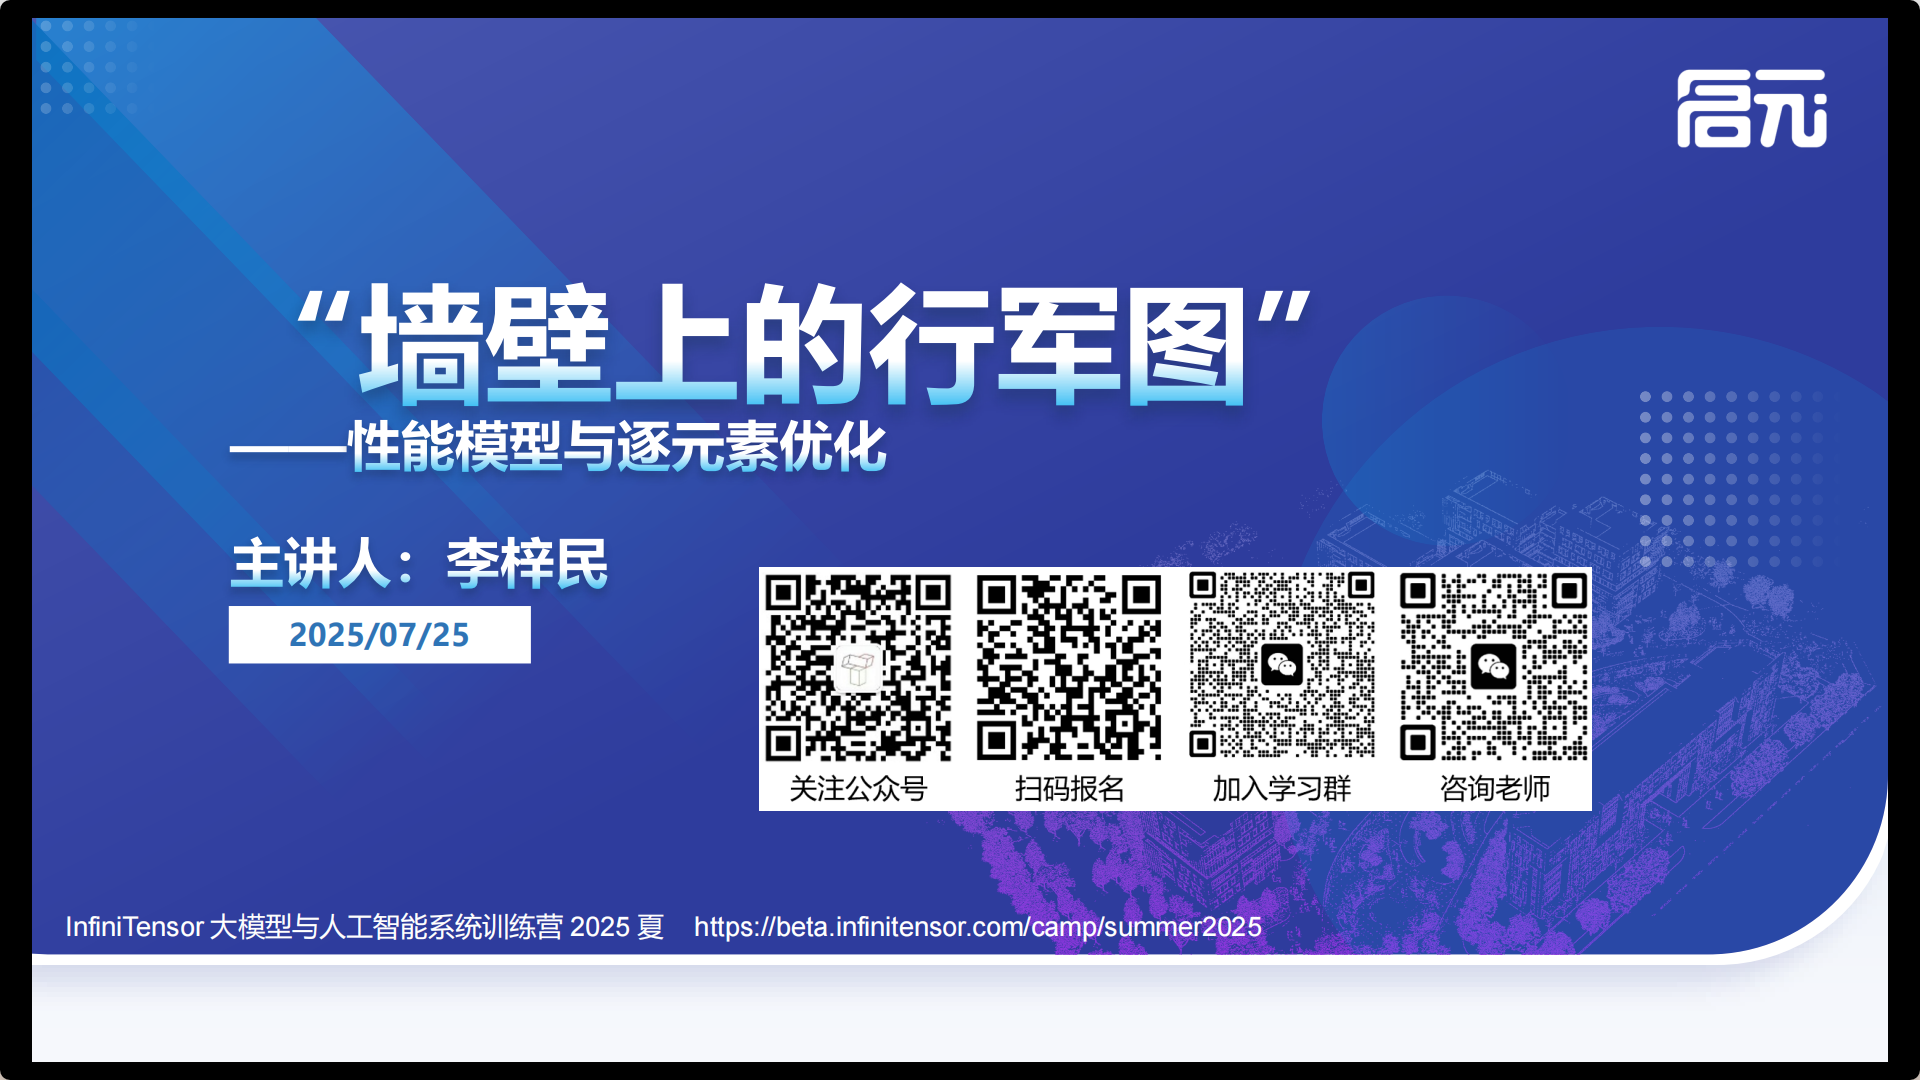 启元
“墙壁上的行军图”
——性能模型与逐元素优化
主讲人：李梓民
2025/07/25
关注公众号 扫码报名 加入学习群 咨询老师
InfiniTensor 大模型与人工智能系统训练营 2025 夏 https://beta.infinitensor.com/camp/summer2025